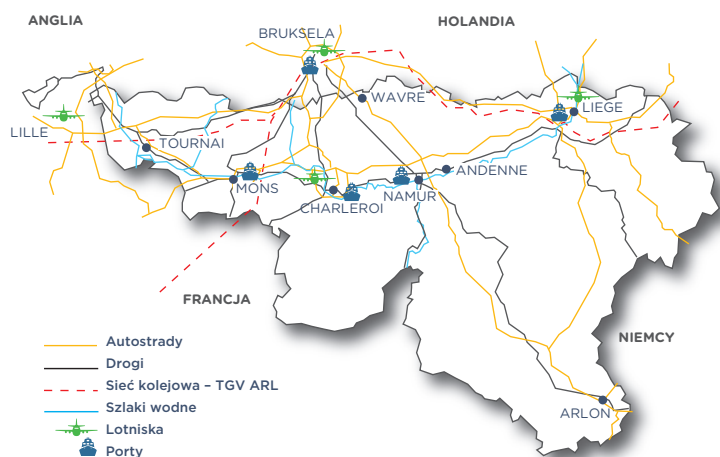 ANGLIA
HOLANDIA
BRUKSELA
WAVRE
LIEGE
LILLE
TOURNAI
ANDENNE
MONS
NAMUR
CHARLEROI
FRANCJA
NIEMCY
ARLON
Autostrady
Drogi
Sieć kolejowa – TGV ARL
Szlaki wodne
Lotniska
Porty